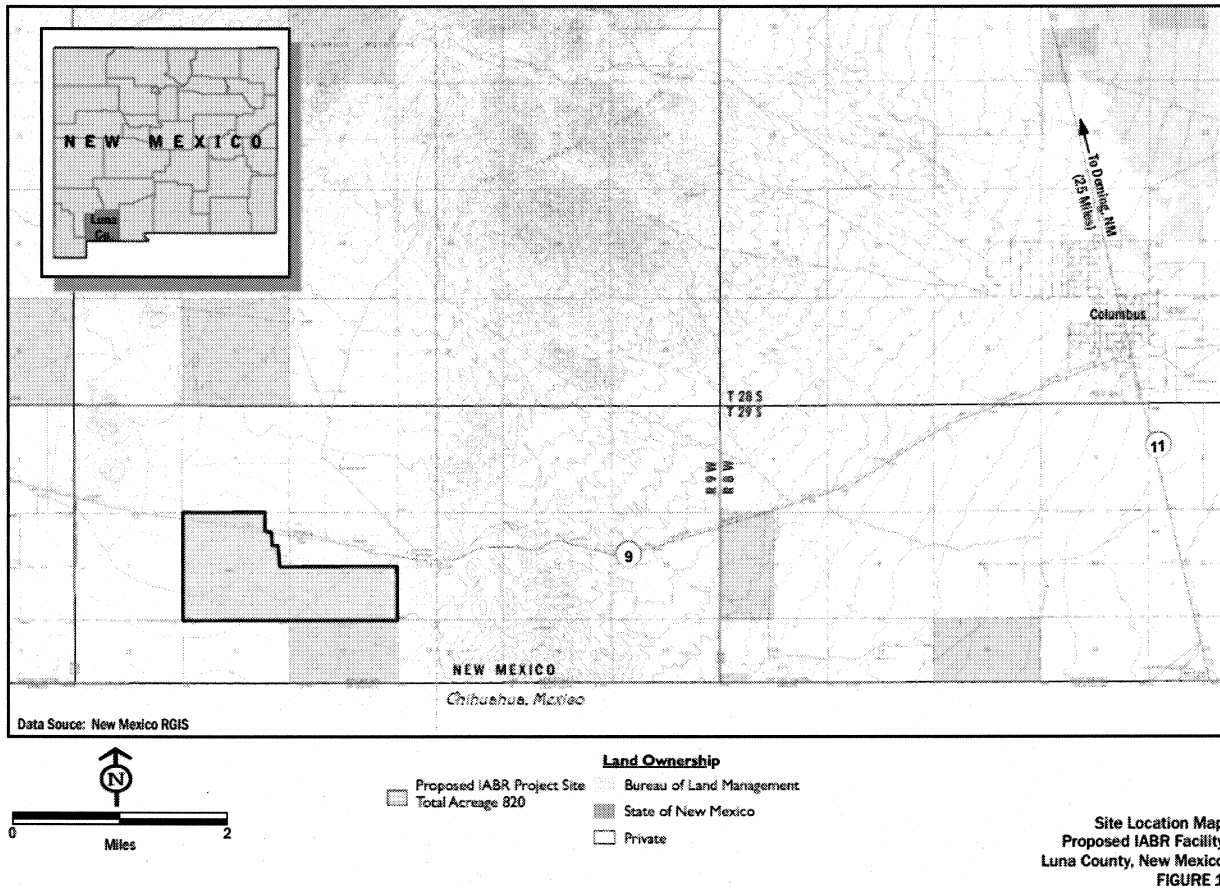 NEW MEXICO
Luna
Co.
To Deming, NM
(25 Miles)
Columbus
T 28 S
T 29 S
R 9 W
R 8 W
11
9
NEW MEXICO
Chihuahua, Mexico
Data Souce: New Mexico RGIS
N
0
2
Miles
Land Ownership
Proposed IABR Project Site
Total Acreage 820
Bureau of Land Management
State of New Mexico
Private
Site Location Map
Proposed IABR Facility
Luna County, New Mexico
FIGURE 1